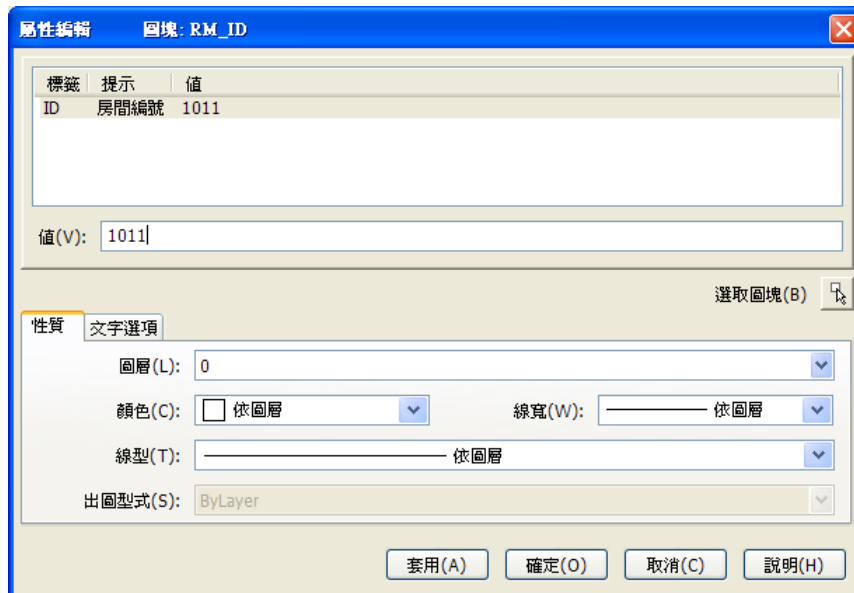 屬性編輯 圖塊: RM_ID
標籤 提示 值
ID 房間編號 1011
值(V): 1011
選取圖塊(B)
性質 文字選項
圖層(L): 0
顏色(C): 依圖層 線寬(W): 依圖層
線型(T): 依圖層
出圖型式(S): ByLayer
套用(A) 確定(O) 取消(C) 說明(H)